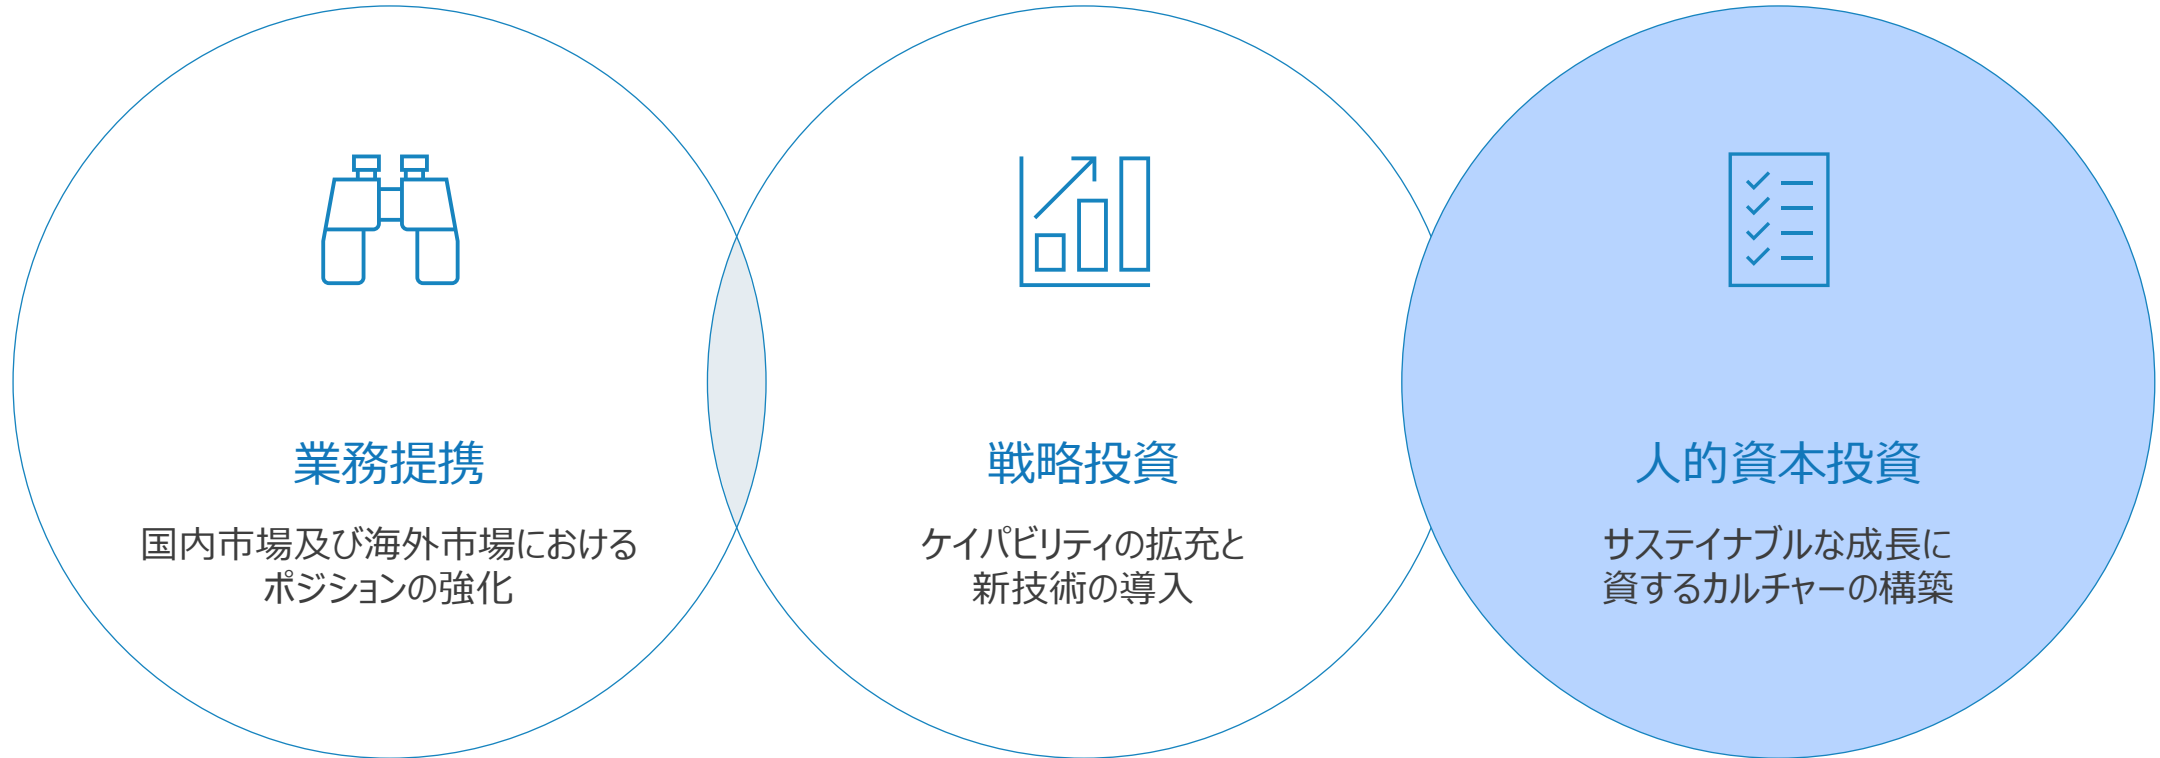 業務提携
国内市場及び海外市場における
ポジションの強化
戦略投資
ケイパビリティの拡充と
新技術の導入
人的資本投資
サステイナブルな成長に
資するカルチャーの構築